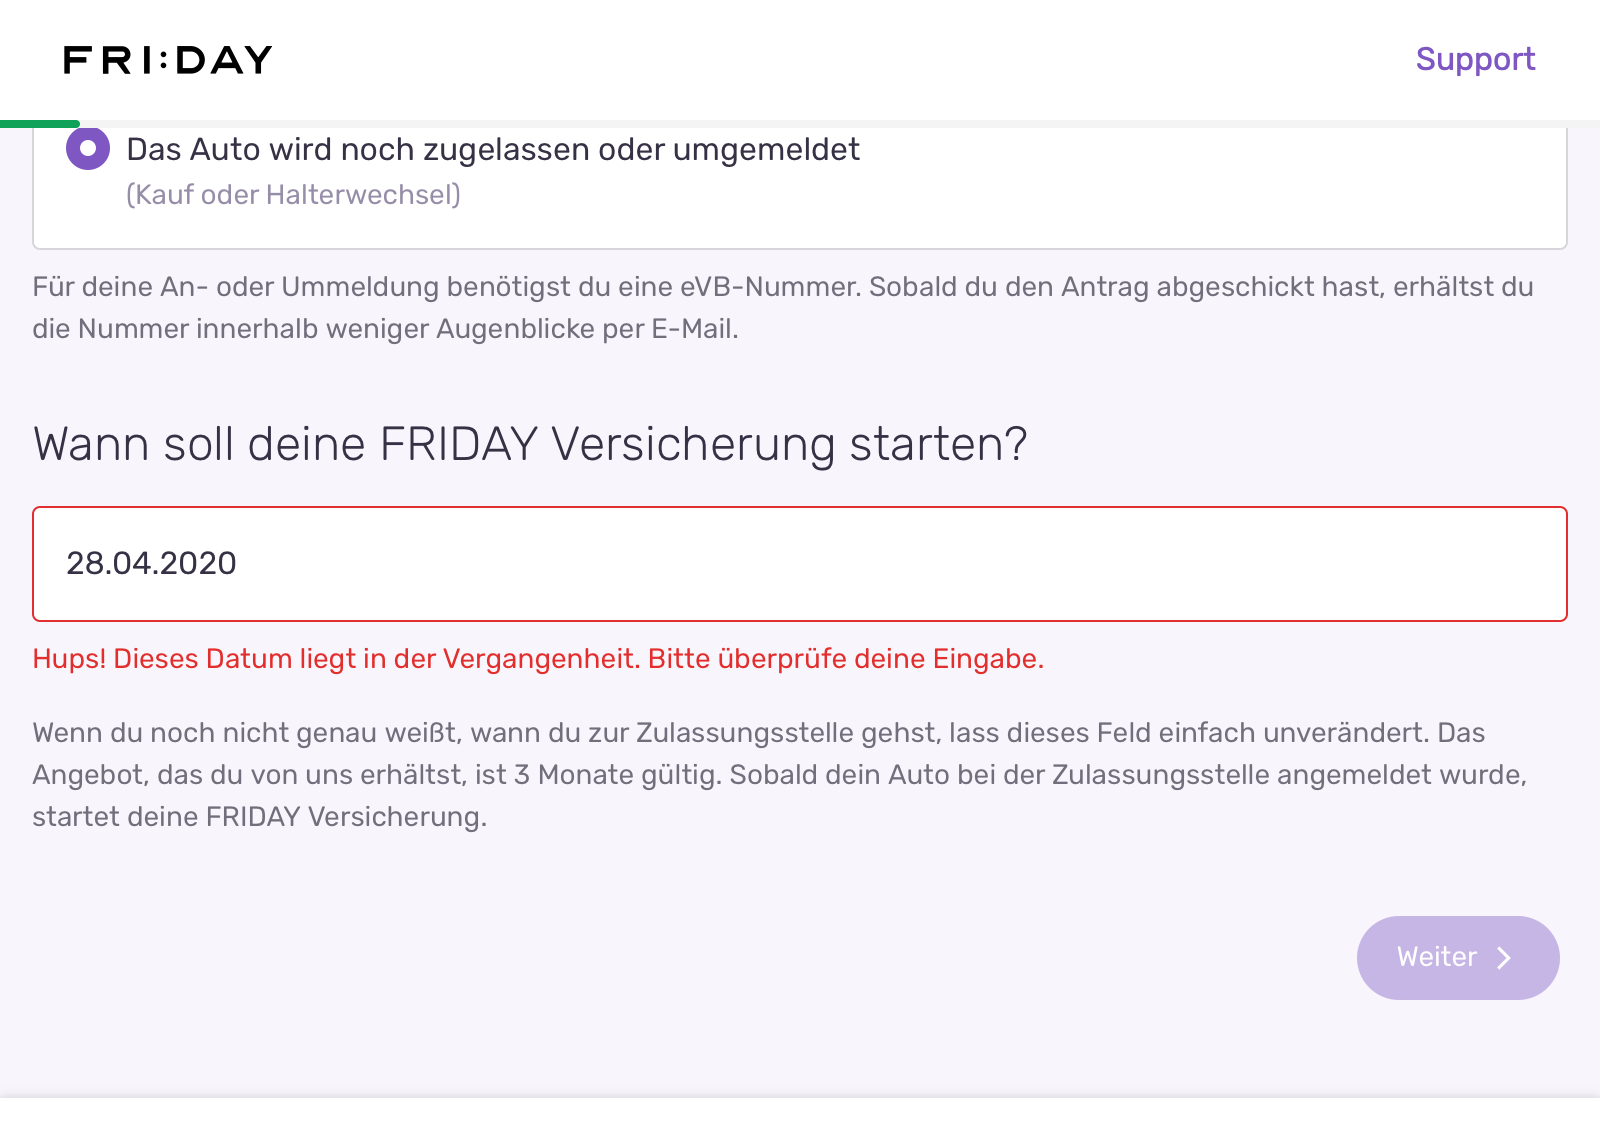 FRI:DAY
Support
Das Auto wird noch zugelassen oder umgemeldet
(Kauf oder Halterwechsel)
Für deine An- oder Ummeldung benötigst du eine eVB-Nummer. Sobald du den Antrag abgeschickt hast, erhältst du
die Nummer innerhalb weniger Augenblicke per E-Mail.
Wann soll deine FRIDAY Versicherung starten?
28.04.2020
Hups! Dieses Datum liegt in der Vergangenheit. Bitte überprüfe deine Eingabe.
Wenn du noch nicht genau weißt, wann du zur Zulassungsstelle gehst, lass dieses Feld einfach unverändert. Das
Angebot, das du von uns erhältst, ist 3 Monate gültig. Sobald dein Auto bei der Zulassungsstelle angemeldet wurde,
startet deine FRIDAY Versicherung.
Weiter